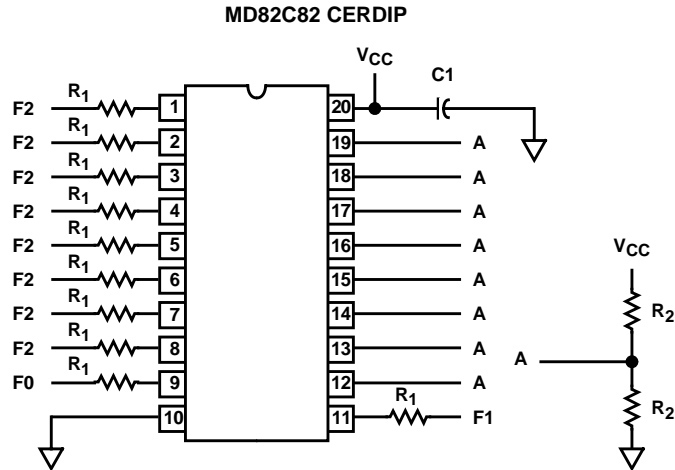 MD82C82 CERDIP
VCC
C1
R1
F2 1 20
R1
F2 2 19 A
R1
F2 3 18 A
R1
F2 4 17 A
R1
F2 5 16 A
R1
F2 6 15 A
R1
F2 7 14 A
R1
F2 8 13 A
R1
F0 9 12 A
R1
10 11 F1
VCC
R2
A
R2